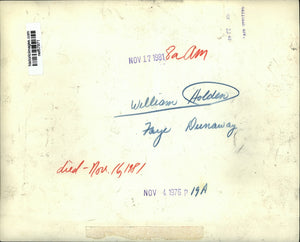 NOV 17 1981 8a AM
William Holden
Faye Dunaway
died - Nov. 16, 1981
NOV 4 1976 P 19A